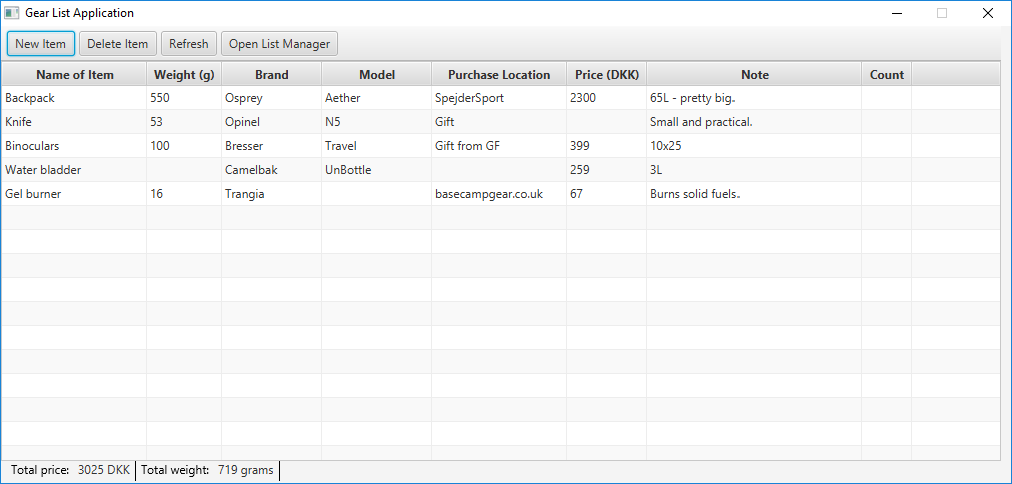 Gear List Application
New Item Delete Item Refresh Open List Manager
Name of Item Weight (g) Brand Model Purchase Location Price (DKK) Note Count
Backpack 550 Osprey Aether SpejderSport 2300 65L - pretty big.
Knife 53 Opinel N5 Gift Small and practical.
Binoculars 100 Bresser Travel Gift from GF 399 10x25
Water bladder Camelbak UnBottle 259 3L
Gel burner 16 Trangia basecampgear.co.uk 67 Burns solid fuels.
Total price: 3025 DKK Total weight: 719 grams